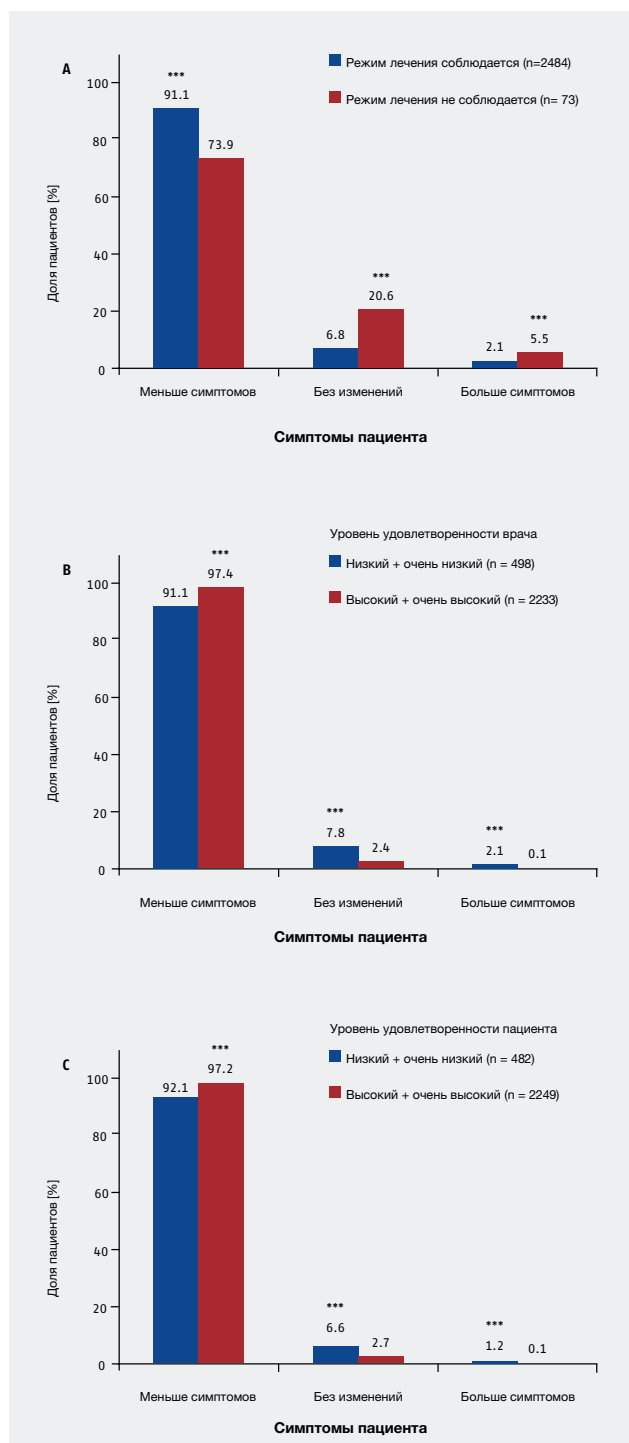 A
Режим лечения соблюдается (n=2484)
Режим лечения не соблюдается (n= 73)
Доля пациентов [%]
100
80
60
40
20
0
***
91.1
73.9
6.8
***
20.6
2.1
***
5.5
Меньше симптомов
Без изменений
Больше симптомов
Симптомы пациента
B
Уровень удовлетворенности врача
Низкий + очень низкий (n = 498)
Высокий + очень высокий (n = 2233)
Доля пациентов [%]
100
80
60
40
20
0
91.1
***
97.4
***
7.8
2.4
***
2.1
0.1
Меньше симптомов
Без изменений
Больше симптомов
Симптомы пациента
C
Уровень удовлетворенности пациента
Низкий + очень низкий (n = 482)
Высокий + очень высокий (n = 2249)
Доля пациентов [%]
100
80
60
40
20
0
92.1
***
97.2
***
6.6
2.7
***
1.2
0.1
Меньше симптомов
Без изменений
Больше симптомов
Симптомы пациента